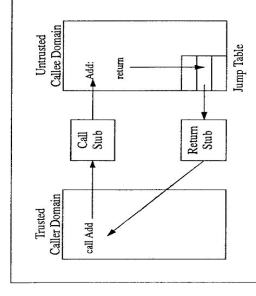 Trusted
Caller Domain
call Add
Call
Stub
Return
Stub
Untrusted
Callee Domain
Add:
return
Jump Table